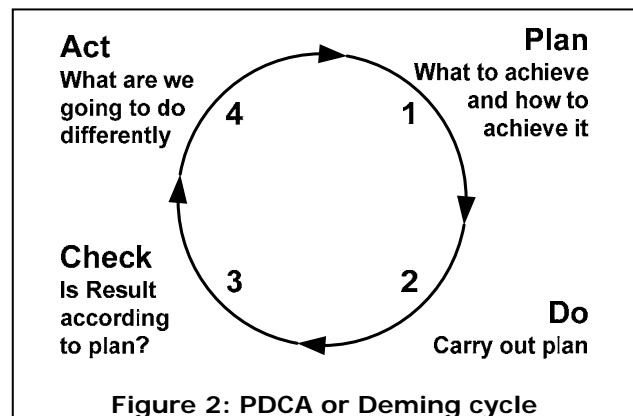 Act
What are we
going to do
differently
4
Plan
What to achieve
and how to
achieve it
1
Check
Is Result
according
to plan?
3
2
Do
Carry out plan
Figure 2: PDCA or Deming cycle